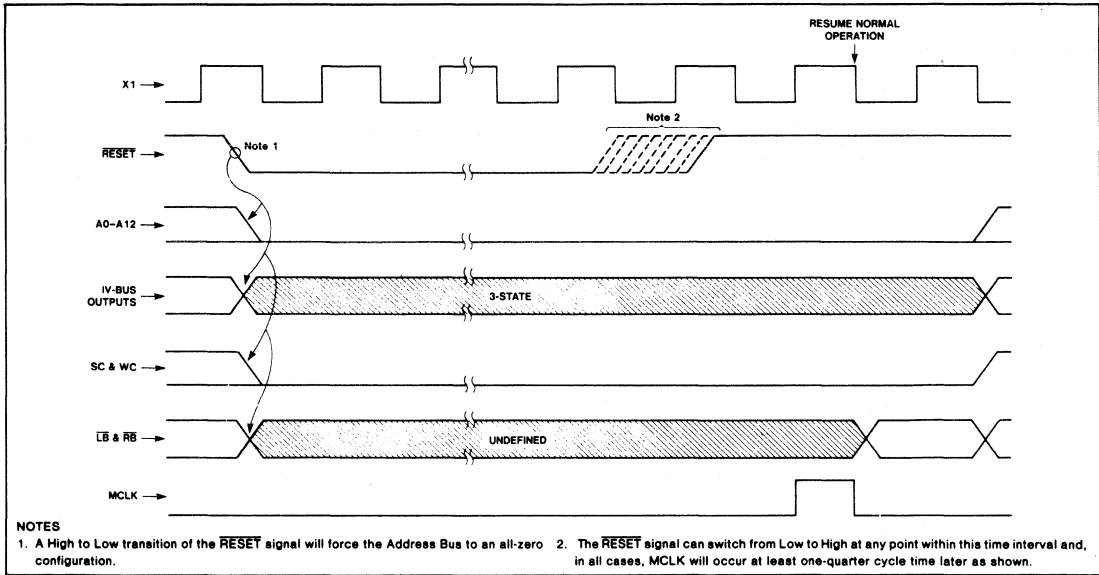 RESUME NORMAL
OPERATION
X1
Note 2
RESET
Note 1
A0–A12
IV-BUS
OUTPUTS
3-STATE
SC & WC
LB & RB
UNDEFINED
MCLK
NOTES
1. A High to Low transition of the RESET signal will force the Address Bus to an all-zero
configuration.
2. The RESET signal can switch from Low to High at any point within this time interval and,
in all cases, MCLK will occur at least one-quarter cycle time later as shown.